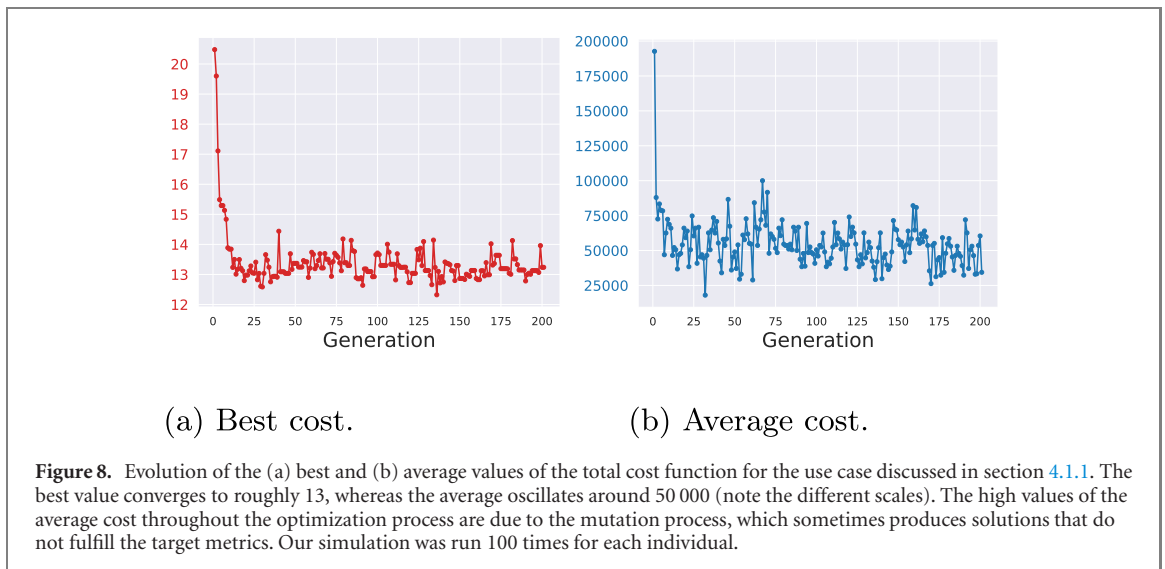 20
19
18
17
16
15
14
13
12
0 25 50 75 100 125 150 175 200
Generation
200000
175000
150000
125000
100000
75000
50000
25000
0 25 50 75 100 125 150 175 200
Generation
(a) Best cost.
(b) Average cost.
Figure 8. Evolution of the (a) best and (b) average values of the total cost function for the use case discussed in section 4.1.1. The
best value converges to roughly 13, whereas the average oscillates around 50 000 (note the different scales). The high values of the
average cost throughout the optimization process are due to the mutation process, which sometimes produces solutions that do
not fulfill the target metrics. Our simulation was run 100 times for each individual.